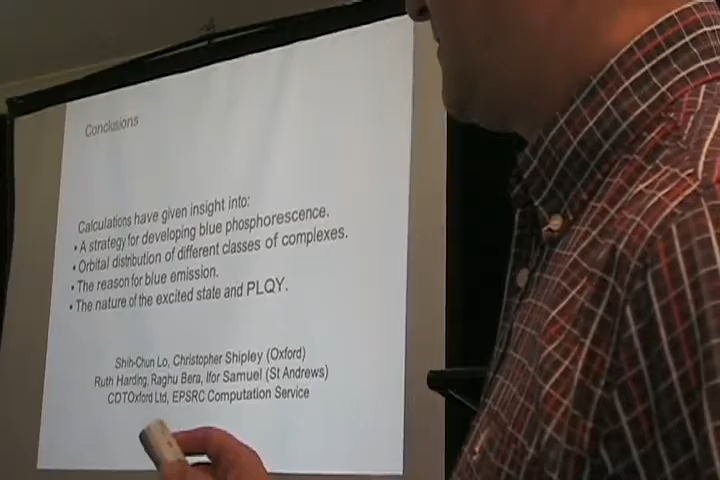 Conclusions
Calculations have given insight into:
• A strategy for developing blue phosphorescence.
• Orbital distribution of different classes of complexes.
• The reason for blue emission.
• The nature of the excited state and PLQY.
Shih-Chun Lo, Christopher Shipley (Oxford)
Ruth Harding, Raghu Bera, Ifor Samuel (St Andrews)
CDTOxford Ltd, EPSRC Computation Service